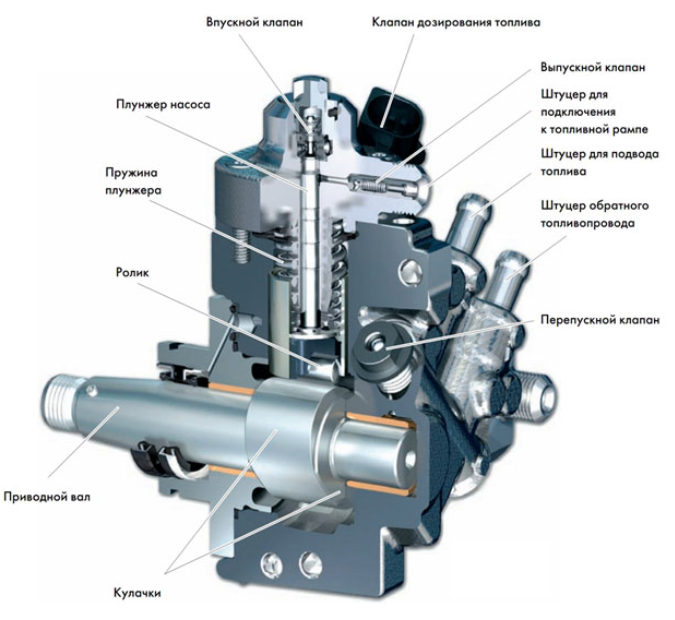 Впускной клапан
Клапан дозирования топлива
Выпускной клапан
Плунжер насоса
Штуцер для
подключения
к топливной рампе
Штуцер для подвода
топлива
Пружина
плунжера
Штуцер обратного
топливопровода
Ролик
Перепускной клапан
Приводной вал
Кулачки